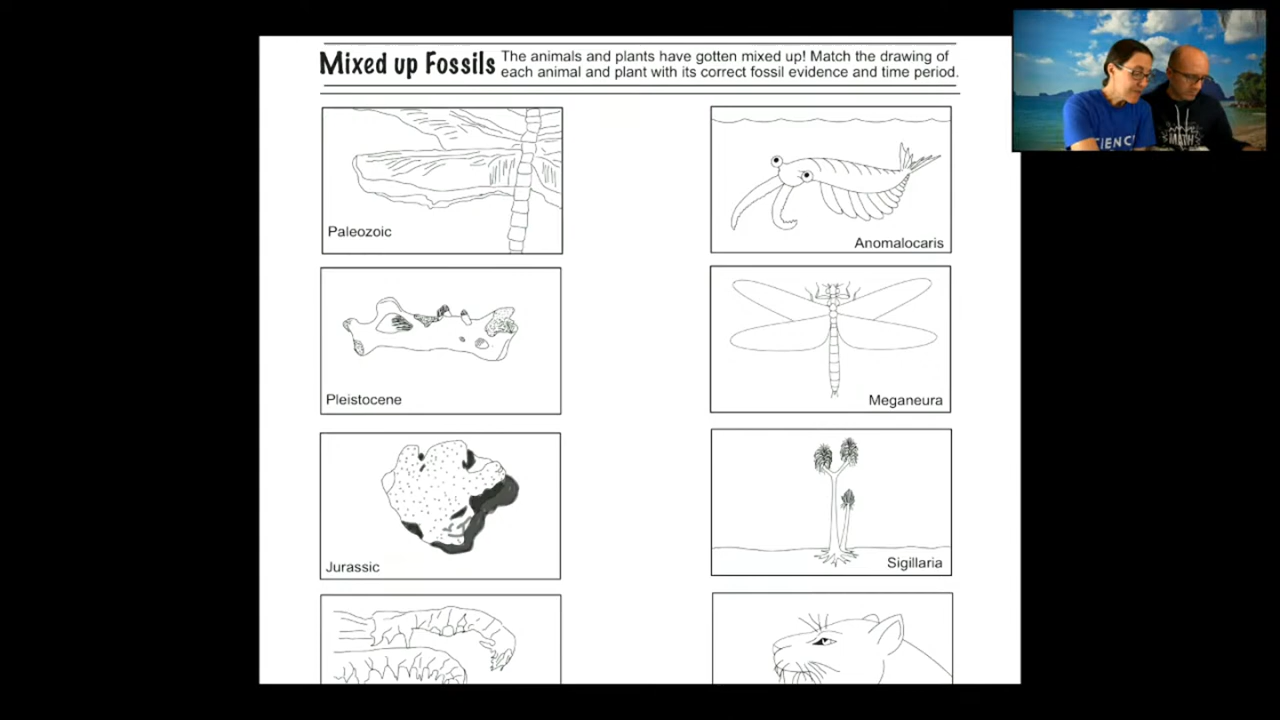 Mixed up Fossils
The animals and plants have gotten mixed up! Match the drawing of
each animal and plant with its correct fossil evidence and time period.
Paleozoic
Anomalocaris
Pleistocene
Meganeura
Jurassic
Sigillaria
MATH